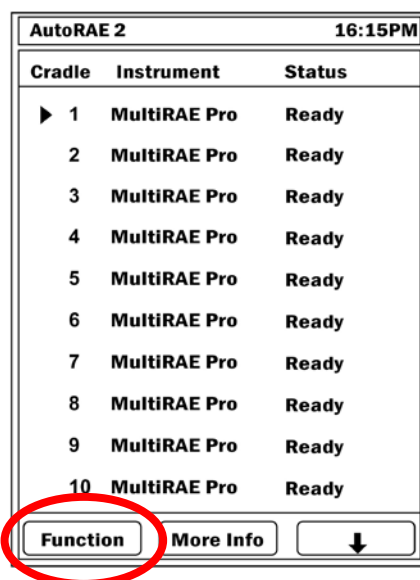 AutoRAE 2 16:15PM
Cradle Instrument Status
▶ 1 MultiRAE Pro Ready
2 MultiRAE Pro Ready
3 MultiRAE Pro Ready
4 MultiRAE Pro Ready
5 MultiRAE Pro Ready
6 MultiRAE Pro Ready
7 MultiRAE Pro Ready
8 MultiRAE Pro Ready
9 MultiRAE Pro Ready
10 MultiRAE Pro Ready
Function More Info ↓